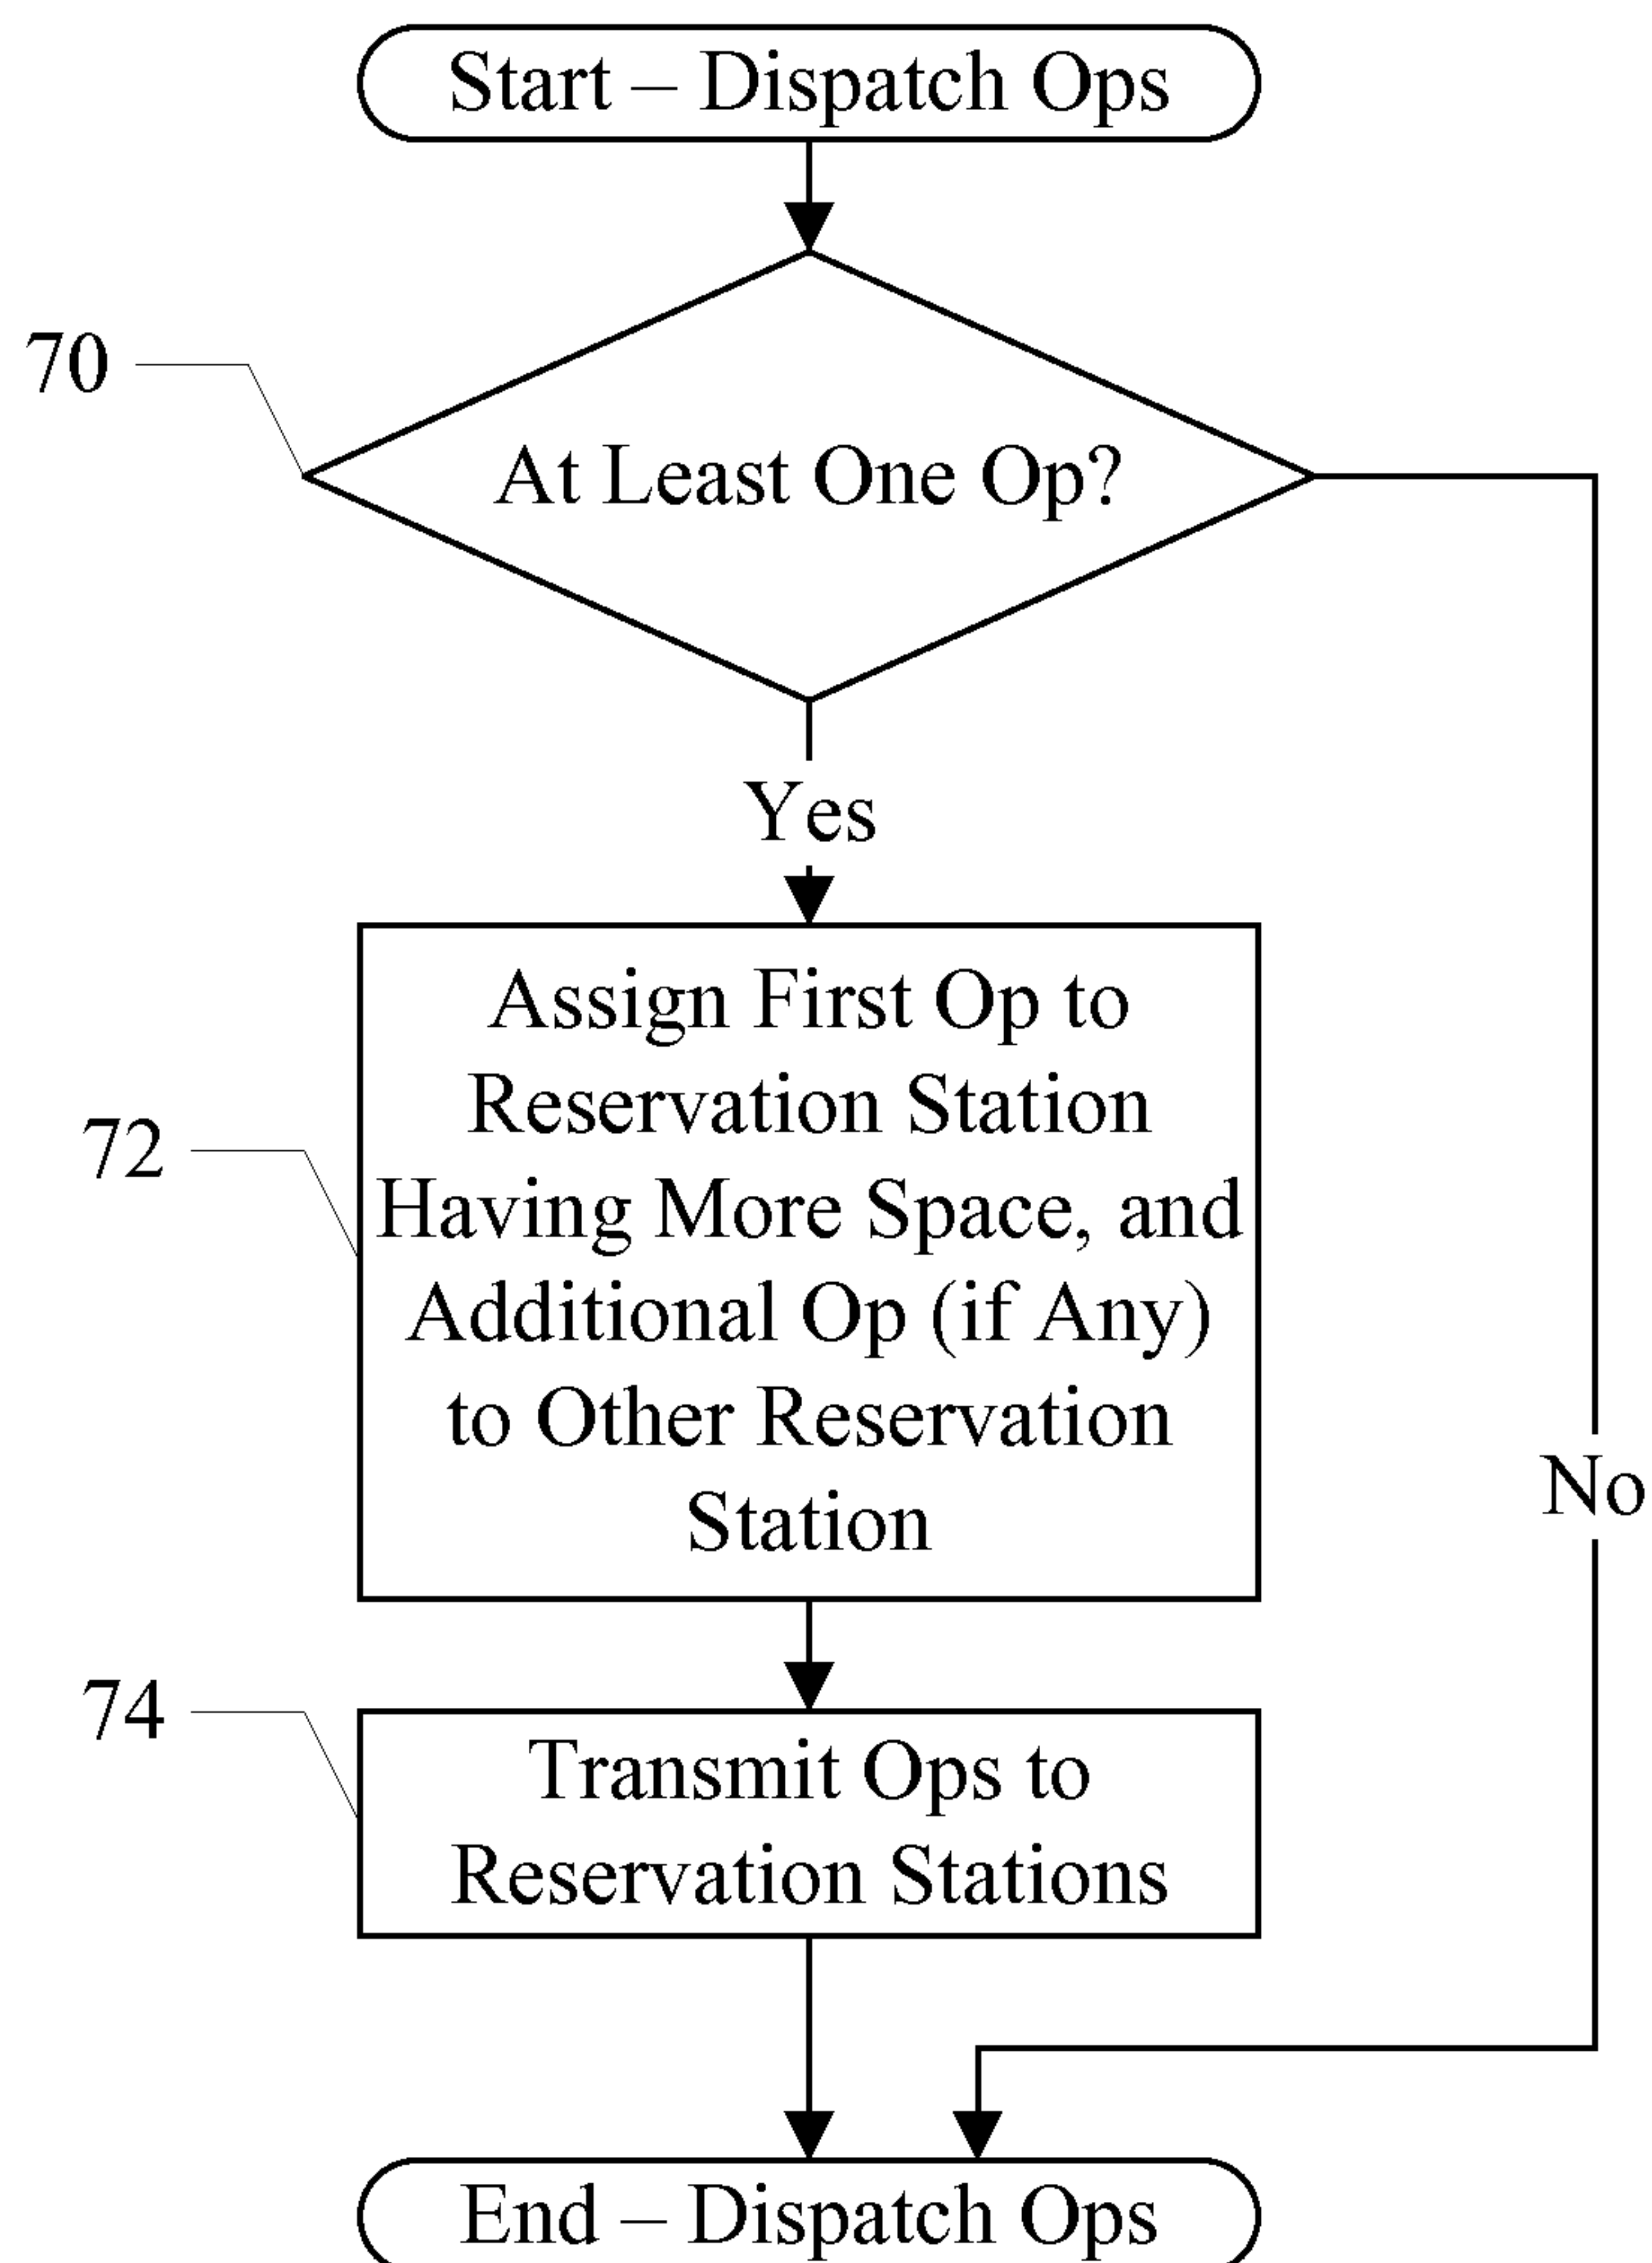 Start – Dispatch Ops
70
At Least One Op?
Yes
Assign First Op to
Reservation Station
72
Having More Space, and
Additional Op (if Any)
to Other Reservation
Station
No
74
Transmit Ops to
Reservation Stations
End – Dispatch Ops